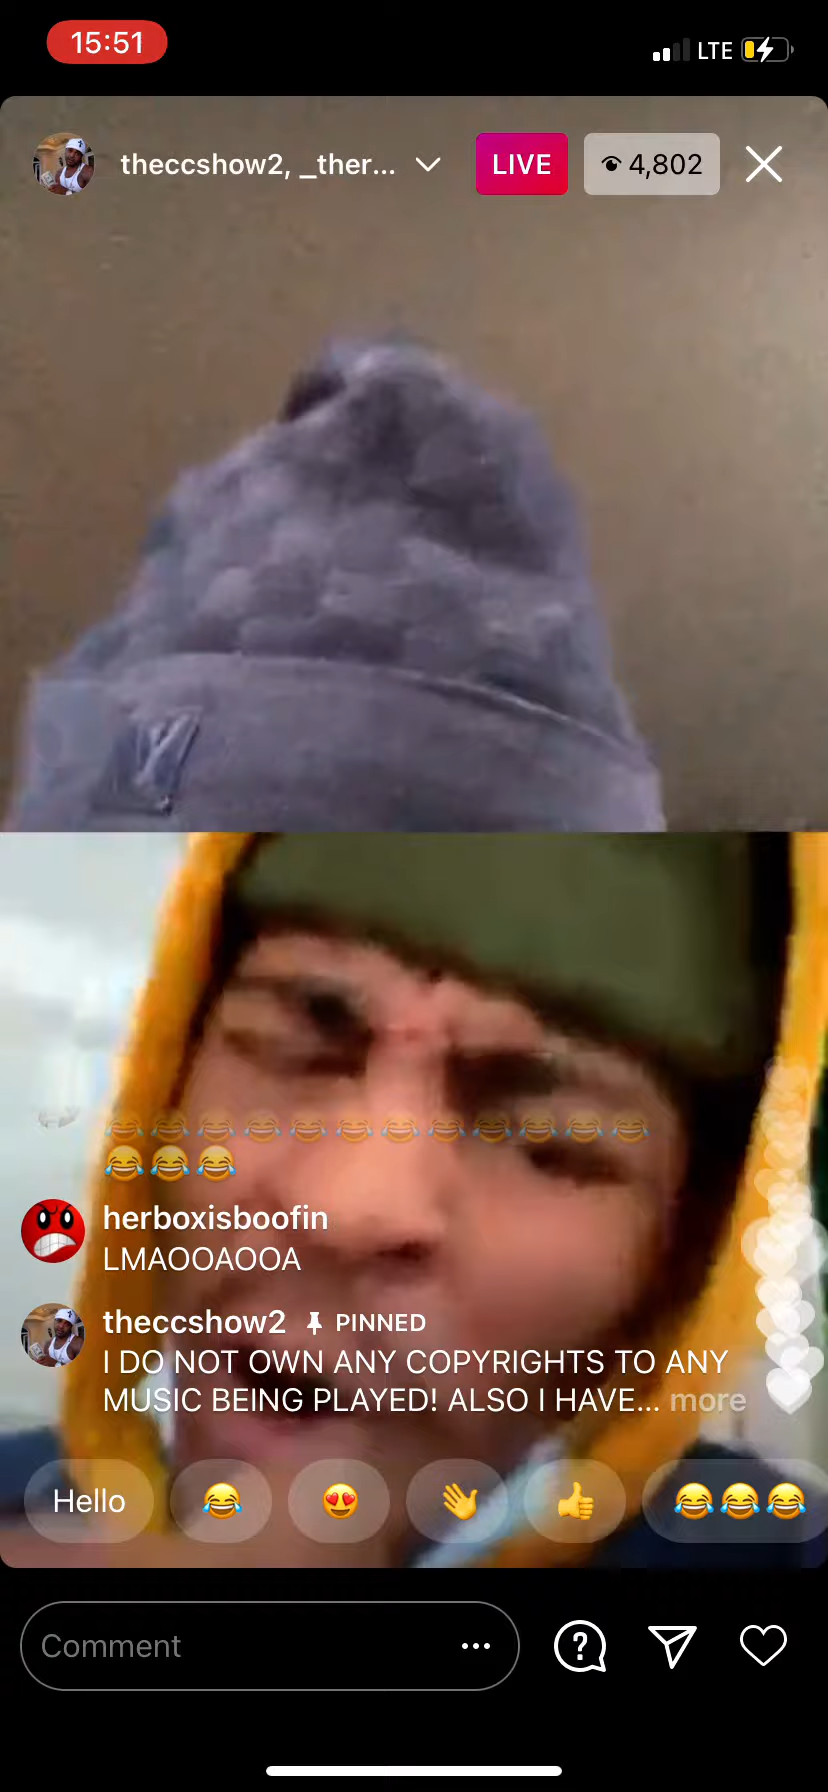 15:51
LTE
theccshow2, _ther...
LIVE
4,802
😂😂😂😂😂😂😂😂😂😂😂😂
😂😂😂
herboxisboofin
LMAOOAOOA
theccshow2 PINNED
I DO NOT OWN ANY COPYRIGHTS TO ANY
MUSIC BEING PLAYED! ALSO I HAVE... more
Hello 😂 😍 👋 👍 😂😂😂
Comment